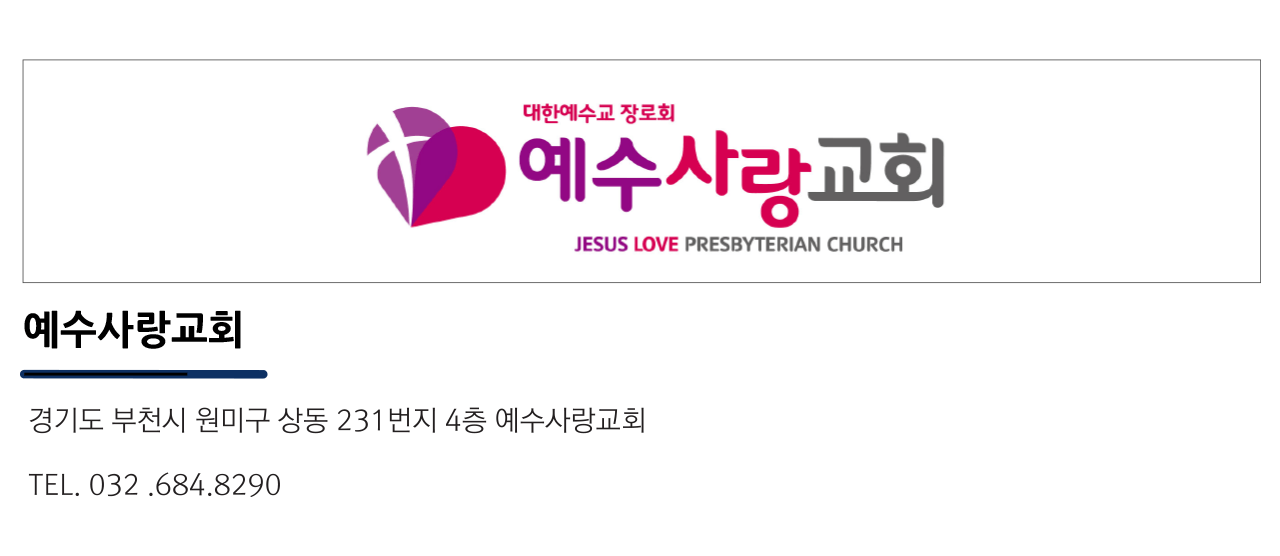 대한예수교 장로회
예수사랑교회
JESUS LOVE PRESBYTERIAN CHURCH
예수사랑교회
경기도 부천시 원미구 상동 231번지 4층 예수사랑교회
TEL. 032 .684.8290